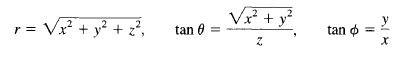 r = √(x² + y² + z²), tan θ = √(x² + y²) / z, tan φ = y / x